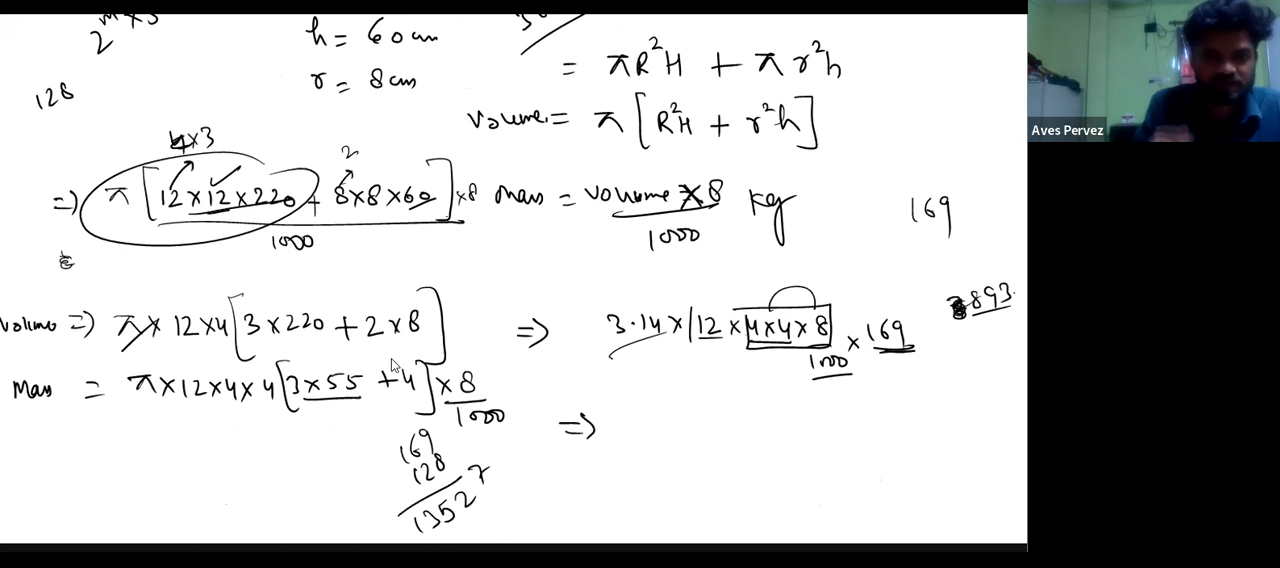 2
h = 60 cm
r = 8 cm
128
= πR²H + πr²h
Volume = π[R²H + r²h]
4×3
2
=) π[12×12×220 + 8×8×60]×8
1000
Mass = Volume × 8 Kg
1000
169
Volume =) π × 12×4[3×220 + 2×8]
=> 3.14 × 12 × 4×4×8 × 169
1000
893.
Mass = π×12×4×4[3×55 + 4] × 8
1000
=>
169
128
1352
Aves Pervez